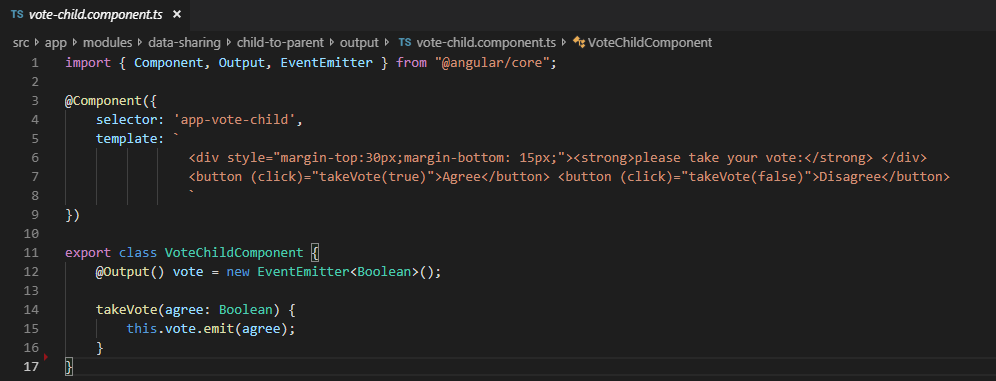 TS vote-child.component.ts ×
src app modules data-sharing child-to-parent output TS vote-child.component.ts VoteChildComponent
1 import { Component, Output, EventEmitter } from "@angular/core";
2
3 @Component({
4 selector: 'app-vote-child',
5 template: `
6 <div style="margin-top:30px;margin-bottom: 15px;"><strong>please take your vote:</strong> </div>
7 <button (click)="takeVote(true)">Agree</button> <button (click)="takeVote(false)">Disagree</button>
8 `
9 })
10
11 export class VoteChildComponent {
12 @Output() vote = new EventEmitter<Boolean>();
13
14 takeVote(agree: Boolean) {
15 this.vote.emit(agree);
16 }
17 }